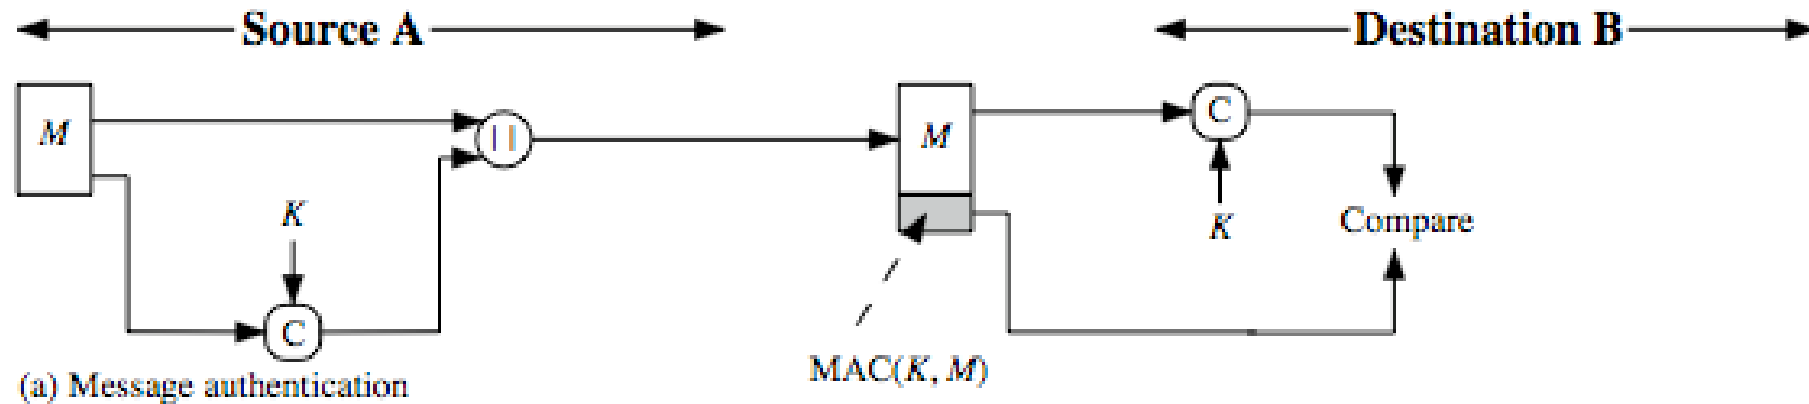 Source A
Destination B
M
||
M
C
K
K
Compare
C
MAC(K, M)
(a) Message authentication